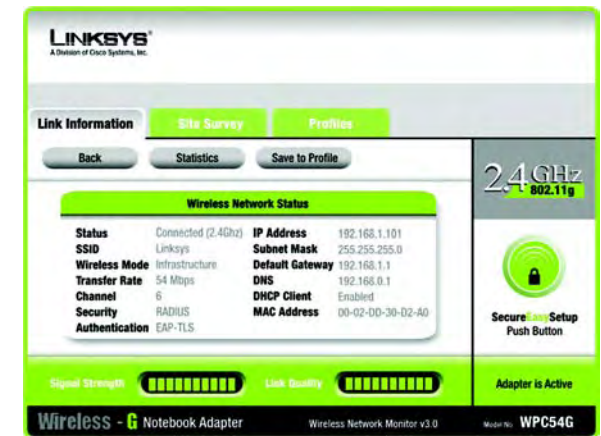 LINKSYS®
A Division of Cisco Systems, Inc.
Link Information
Site Survey
Profiles
Back
Statistics
Save to Profile
2.4 GHz
802.11g
Wireless Network Status
Status Connected (2.4Ghz)
SSID Linksys
Wireless Mode Infrastructure
Transfer Rate 54 Mbps
Channel 6
Security RADIUS
Authentication EAP-TLS
IP Address 192.168.1.101
Subnet Mask 255.255.255.0
Default Gateway 192.168.1.1
DNS 192.168.0.1
DHCP Client Enabled
MAC Address 00-02-DD-30-D2-A0
SecureEasySetup
Push Button
Signal Strength
Link Quality
Adapter is Active
Wireless - G Notebook Adapter
Wireless Network Monitor v3.0
Model No. WPC54G